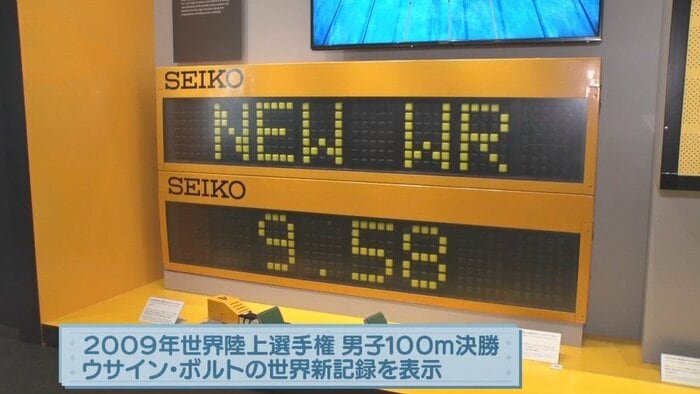 SEIKO
NEW WR
SEIKO
9.58
2009年世界陸上選手権 男子100m決勝
ウサイン・ボルトの世界新記録を表示